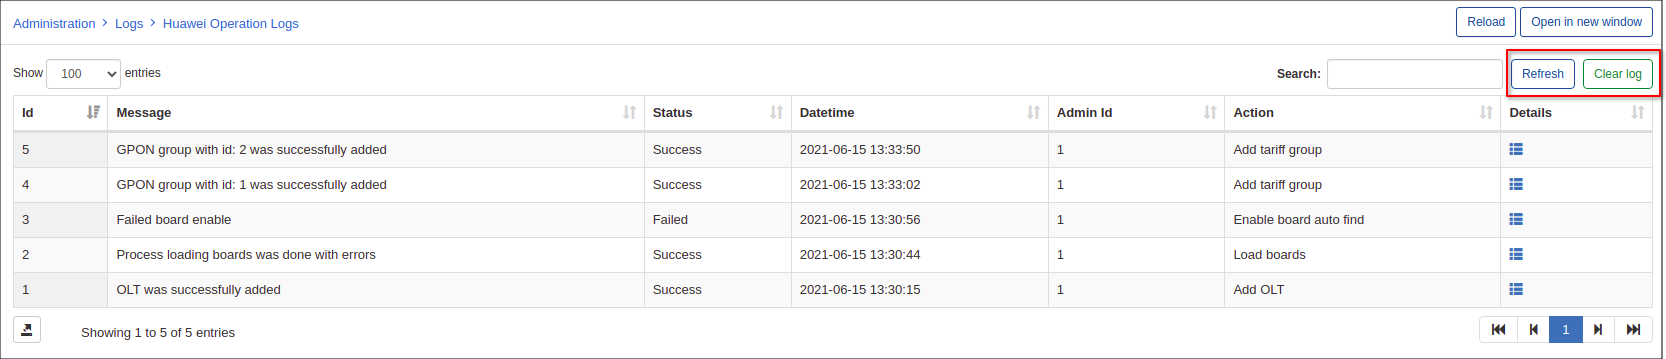 Administration > Logs > Huawei Operation Logs Reload Open in new window
Show 100 entries Search: Refresh Clear log
Id Message Status Datetime Admin Id Action Details
5 GPON group with id: 2 was successfully added Success 2021-06-15 13:33:50 1 Add tariff group
4 GPON group with id: 1 was successfully added Success 2021-06-15 13:33:02 1 Add tariff group
3 Failed board enable Failed 2021-06-15 13:30:56 1 Enable board auto find
2 Process loading boards was done with errors Success 2021-06-15 13:30:44 1 Load boards
1 OLT was successfully added Success 2021-06-15 13:30:15 1 Add OLT
Showing 1 to 5 of 5 entries 1